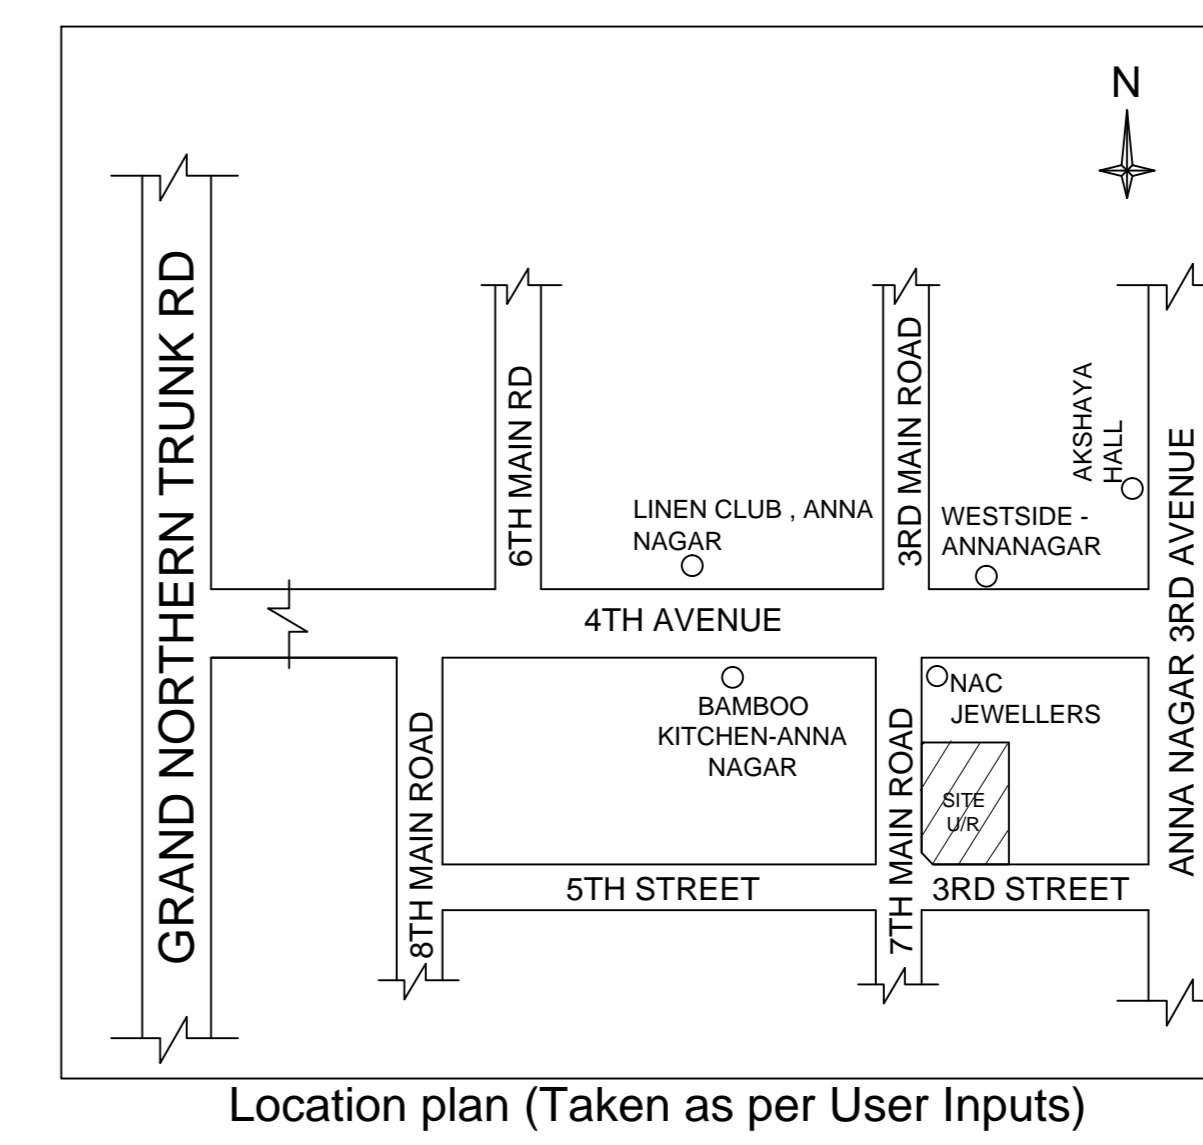 N
GRAND NORTHERN TRUNK RD
6TH MAIN RD
3RD MAIN ROAD
AKSHAYA
HALL
LINEN CLUB , ANNA
NAGAR
WESTSIDE -
ANNANAGAR
ANNA NAGAR 3RD AVENUE
4TH AVENUE
BAMBOO
KITCHEN-ANNA
NAGAR
NAC
JEWELLERS
8TH MAIN ROAD
7TH MAIN ROAD
SITE
U/R
5TH STREET
3RD STREET
Location plan (Taken as per User Inputs)